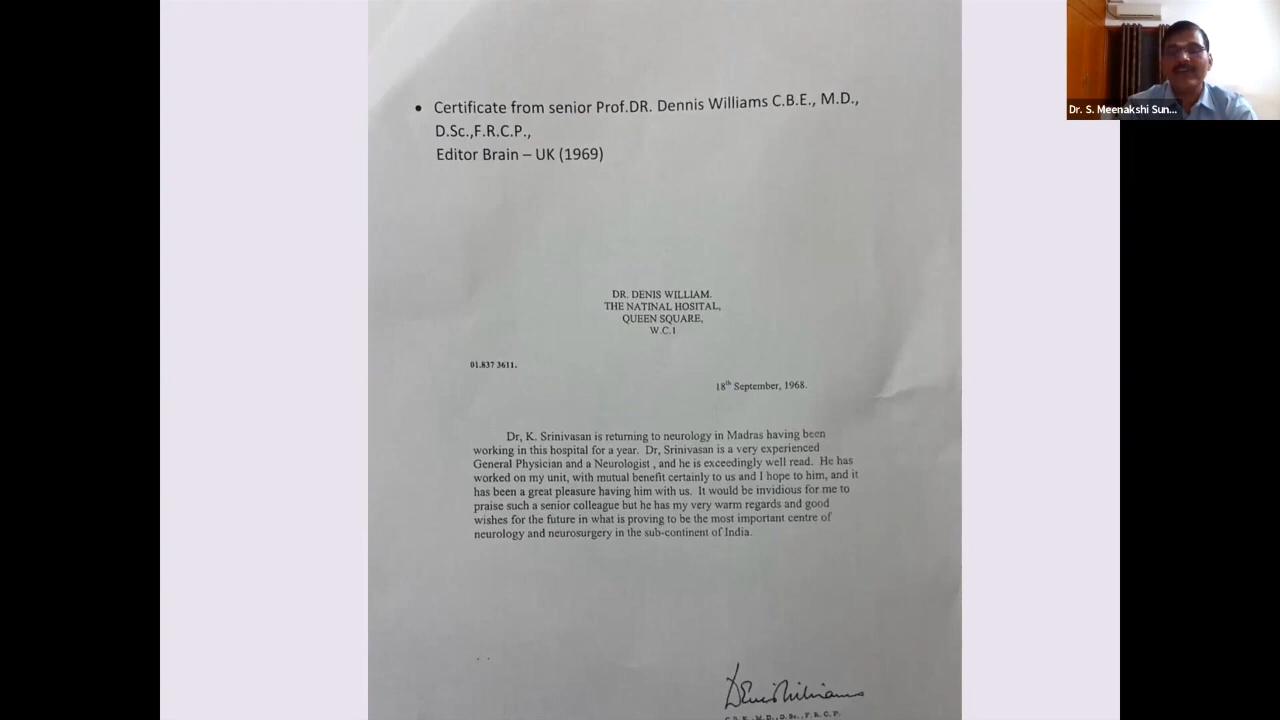 Dr. S. Meenakshi Sun...
• Certificate from senior Prof.DR. Dennis Williams C.B.E., M.D.,
D.Sc.,F.R.C.P.,
Editor Brain – UK (1969)
DR. DENIS WILLIAM.
THE NATINAL HOSITAL,
QUEEN SQUARE,
W.C.1
01.837 3611.
18th September, 1968.
Dr, K. Srinivasan is returning to neurology in Madras having been
working in this hospital for a year. Dr, Srinivasan is a very experienced
General Physician and a Neurologist , and he is exceedingly well read. He has
worked on my unit, with mutual benefit certainly to us and I hope to him, and it
has been a great pleasure having him with us. It would be invidious for me to
praise such a senior colleague but he has my very warm regards and good
wishes for the future in what is proving to be the most important centre of
neurology and neurosurgery in the sub-continent of India.
Denis Williams
C.B.E., M.D., D.Sc., F.R.C.P.